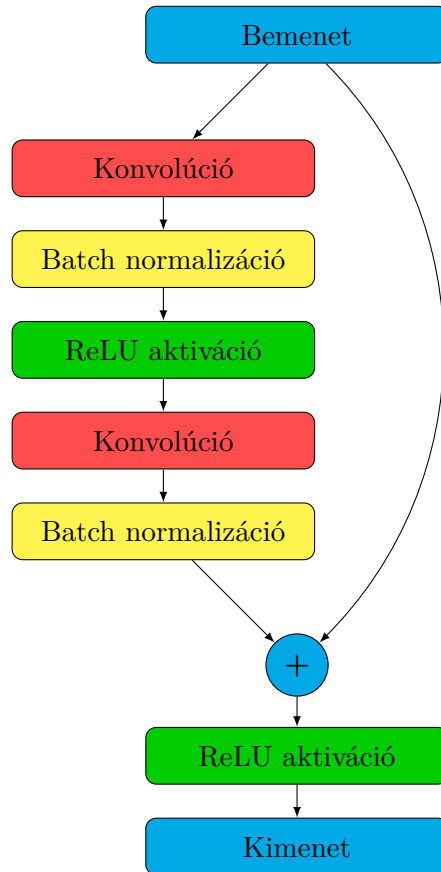 Bemenet
Konvolúció
Batch normalizáció
ReLU aktiváció
Konvolúció
Batch normalizáció
+
ReLU aktiváció
Kimenet